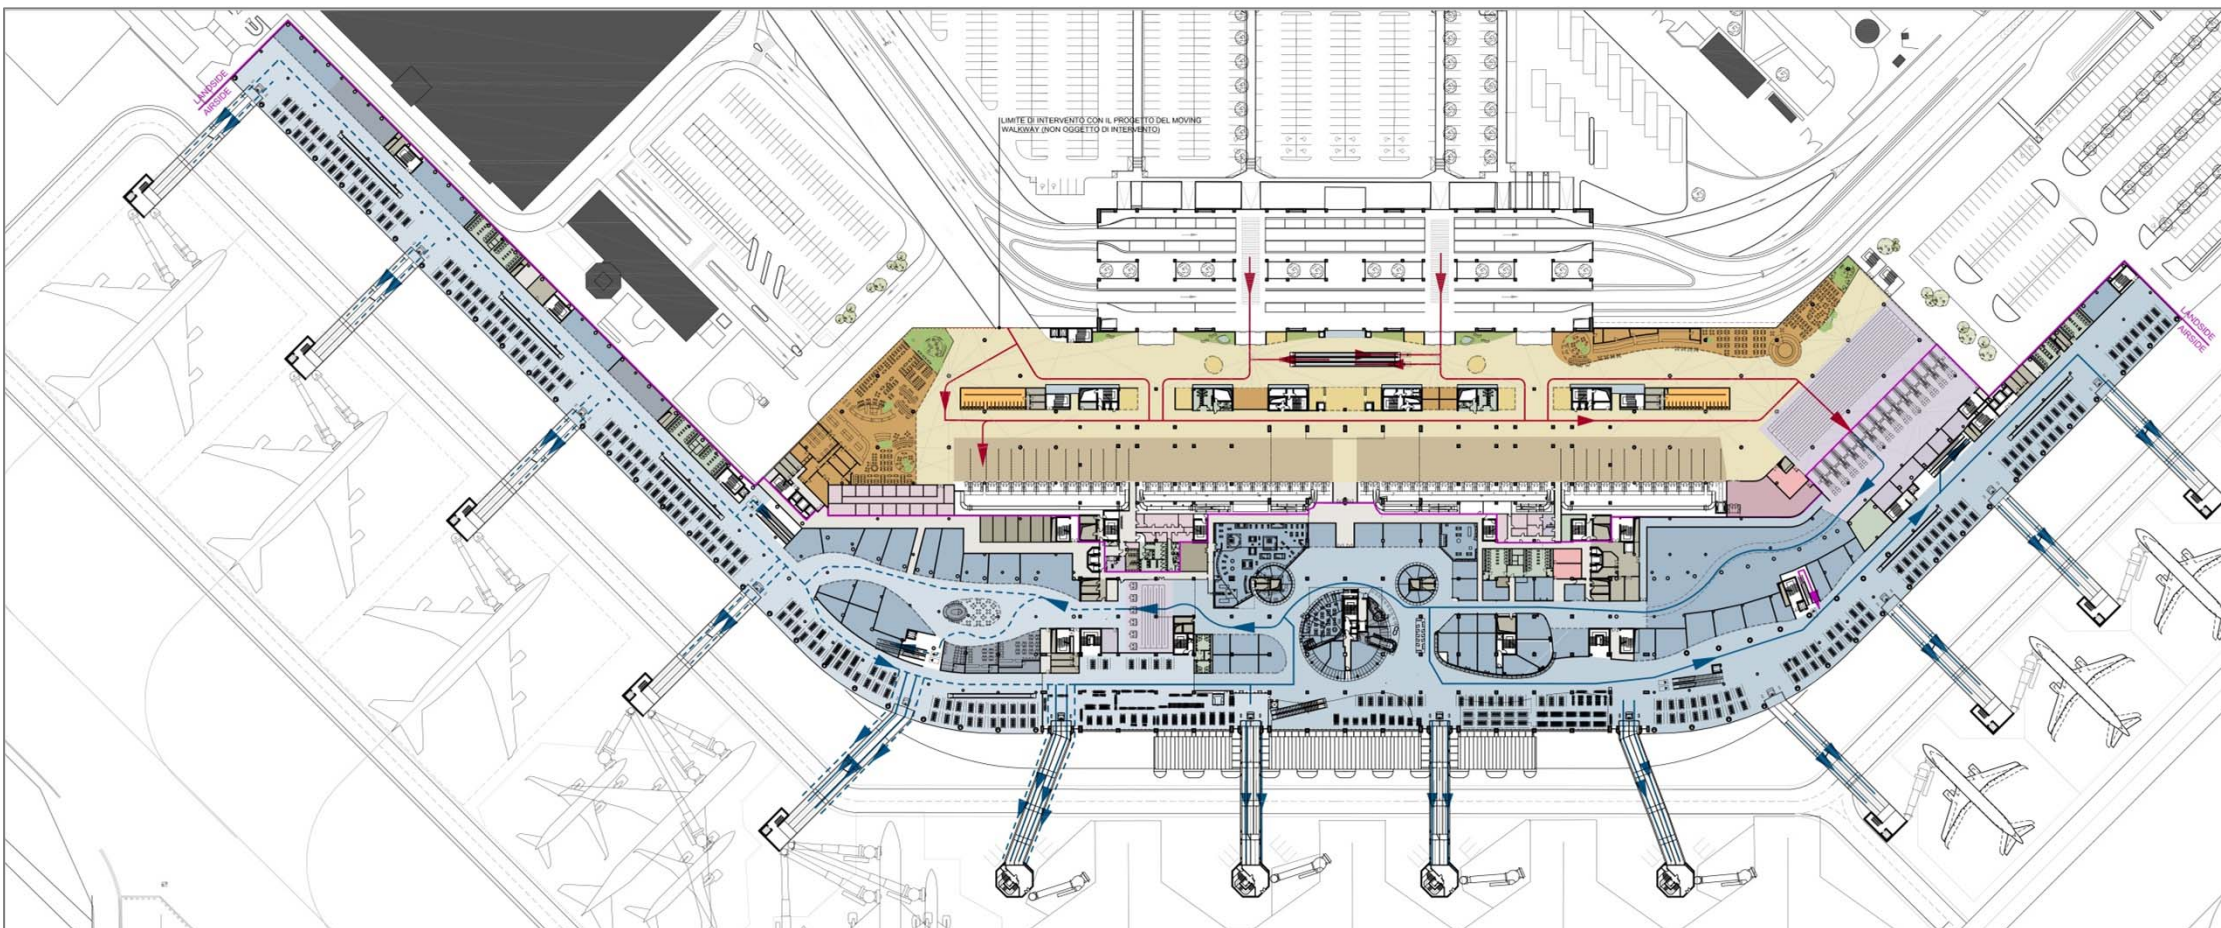 LANDSIDE
AIRSIDE
LIMITE DI INTERVENTO CON IL PROGETTO DEL MOVING
WALKWAY (NON OGGETTO DI INTERVENTO)
LANDSIDE
AIRSIDE